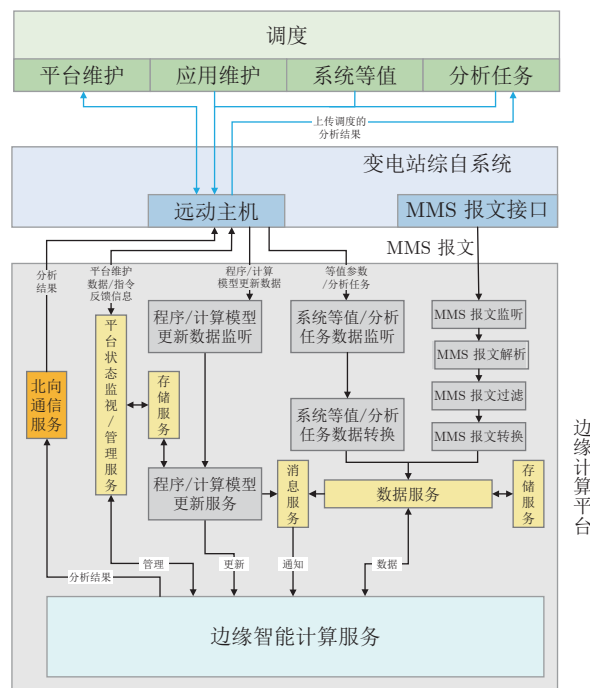 调度
平台维护
应用维护
系统等值
分析任务
上传调度的
分析结果
变电站综自系统
远动主机
MMS 报文接口
MMS 报文
分析
结果
平台维护
数据/指令
反馈信息
程序/计算
模型更新数据
等值参数
/分析任务
程序/计算模型
更新数据监听
系统等值/分析
任务数据监听
MMS 报文监听
MMS 报文解析
MMS 报文过滤
MMS 报文转换
北向
通信
服务
平台状态监视/管理服务
存储服务
系统等值/分析
任务数据转换
程序/计算模型
更新服务
消息服务
数据服务
存储服务
边缘计算平台
分析结果
管理
更新
通知
数据
边缘智能计算服务